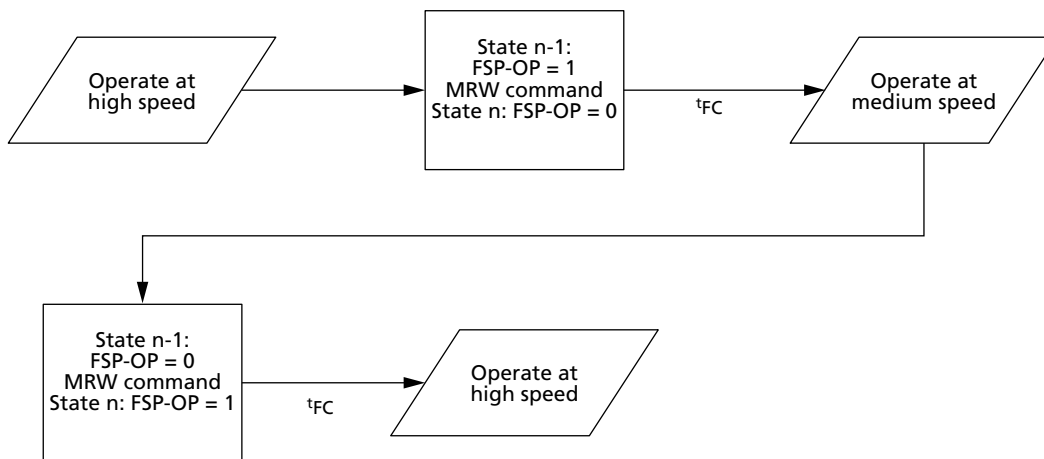 Operate at
high speed
State n-1:
FSP-OP = 1
MRW command
State n: FSP-OP = 0
tFC
Operate at
medium speed
State n-1:
FSP-OP = 0
MRW command
State n: FSP-OP = 1
tFC
Operate at
high speed